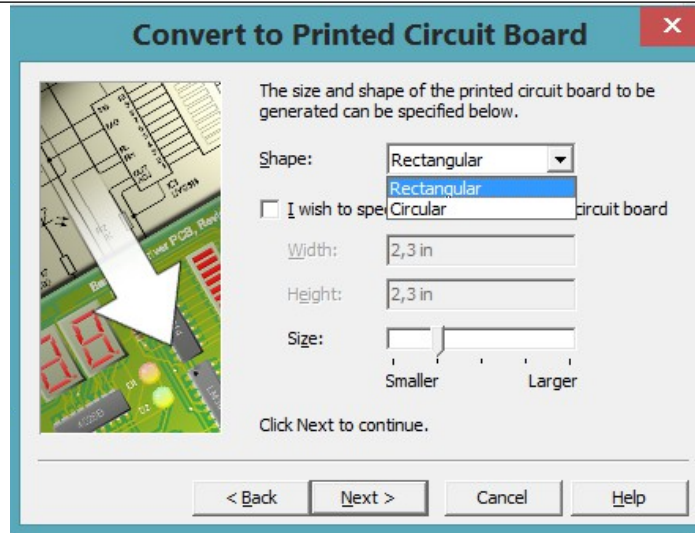 Convert to Printed Circuit Board
The size and shape of the printed circuit board to be
generated can be specified below.
Shape: Rectangular
Rectangular
Circular
I wish to spe circuit board
Width: 2,3 in
Height: 2,3 in
Size:
Smaller Larger
Click Next to continue.
< Back Next > Cancel Help